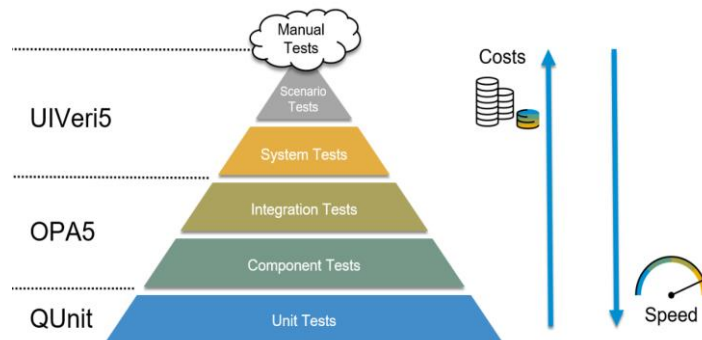 Manual
Tests
Costs
Scenario
Tests
UIVeri5
System Tests
Integration Tests
OPA5
Component Tests
QUnit
Unit Tests
Speed